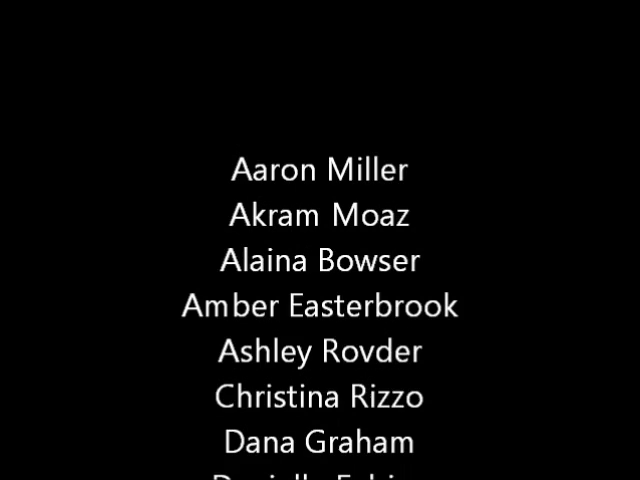 Aaron Miller
Akram Moaz
Alaina Bowser
Amber Easterbrook
Ashley Rovder
Christina Rizzo
Dana Graham